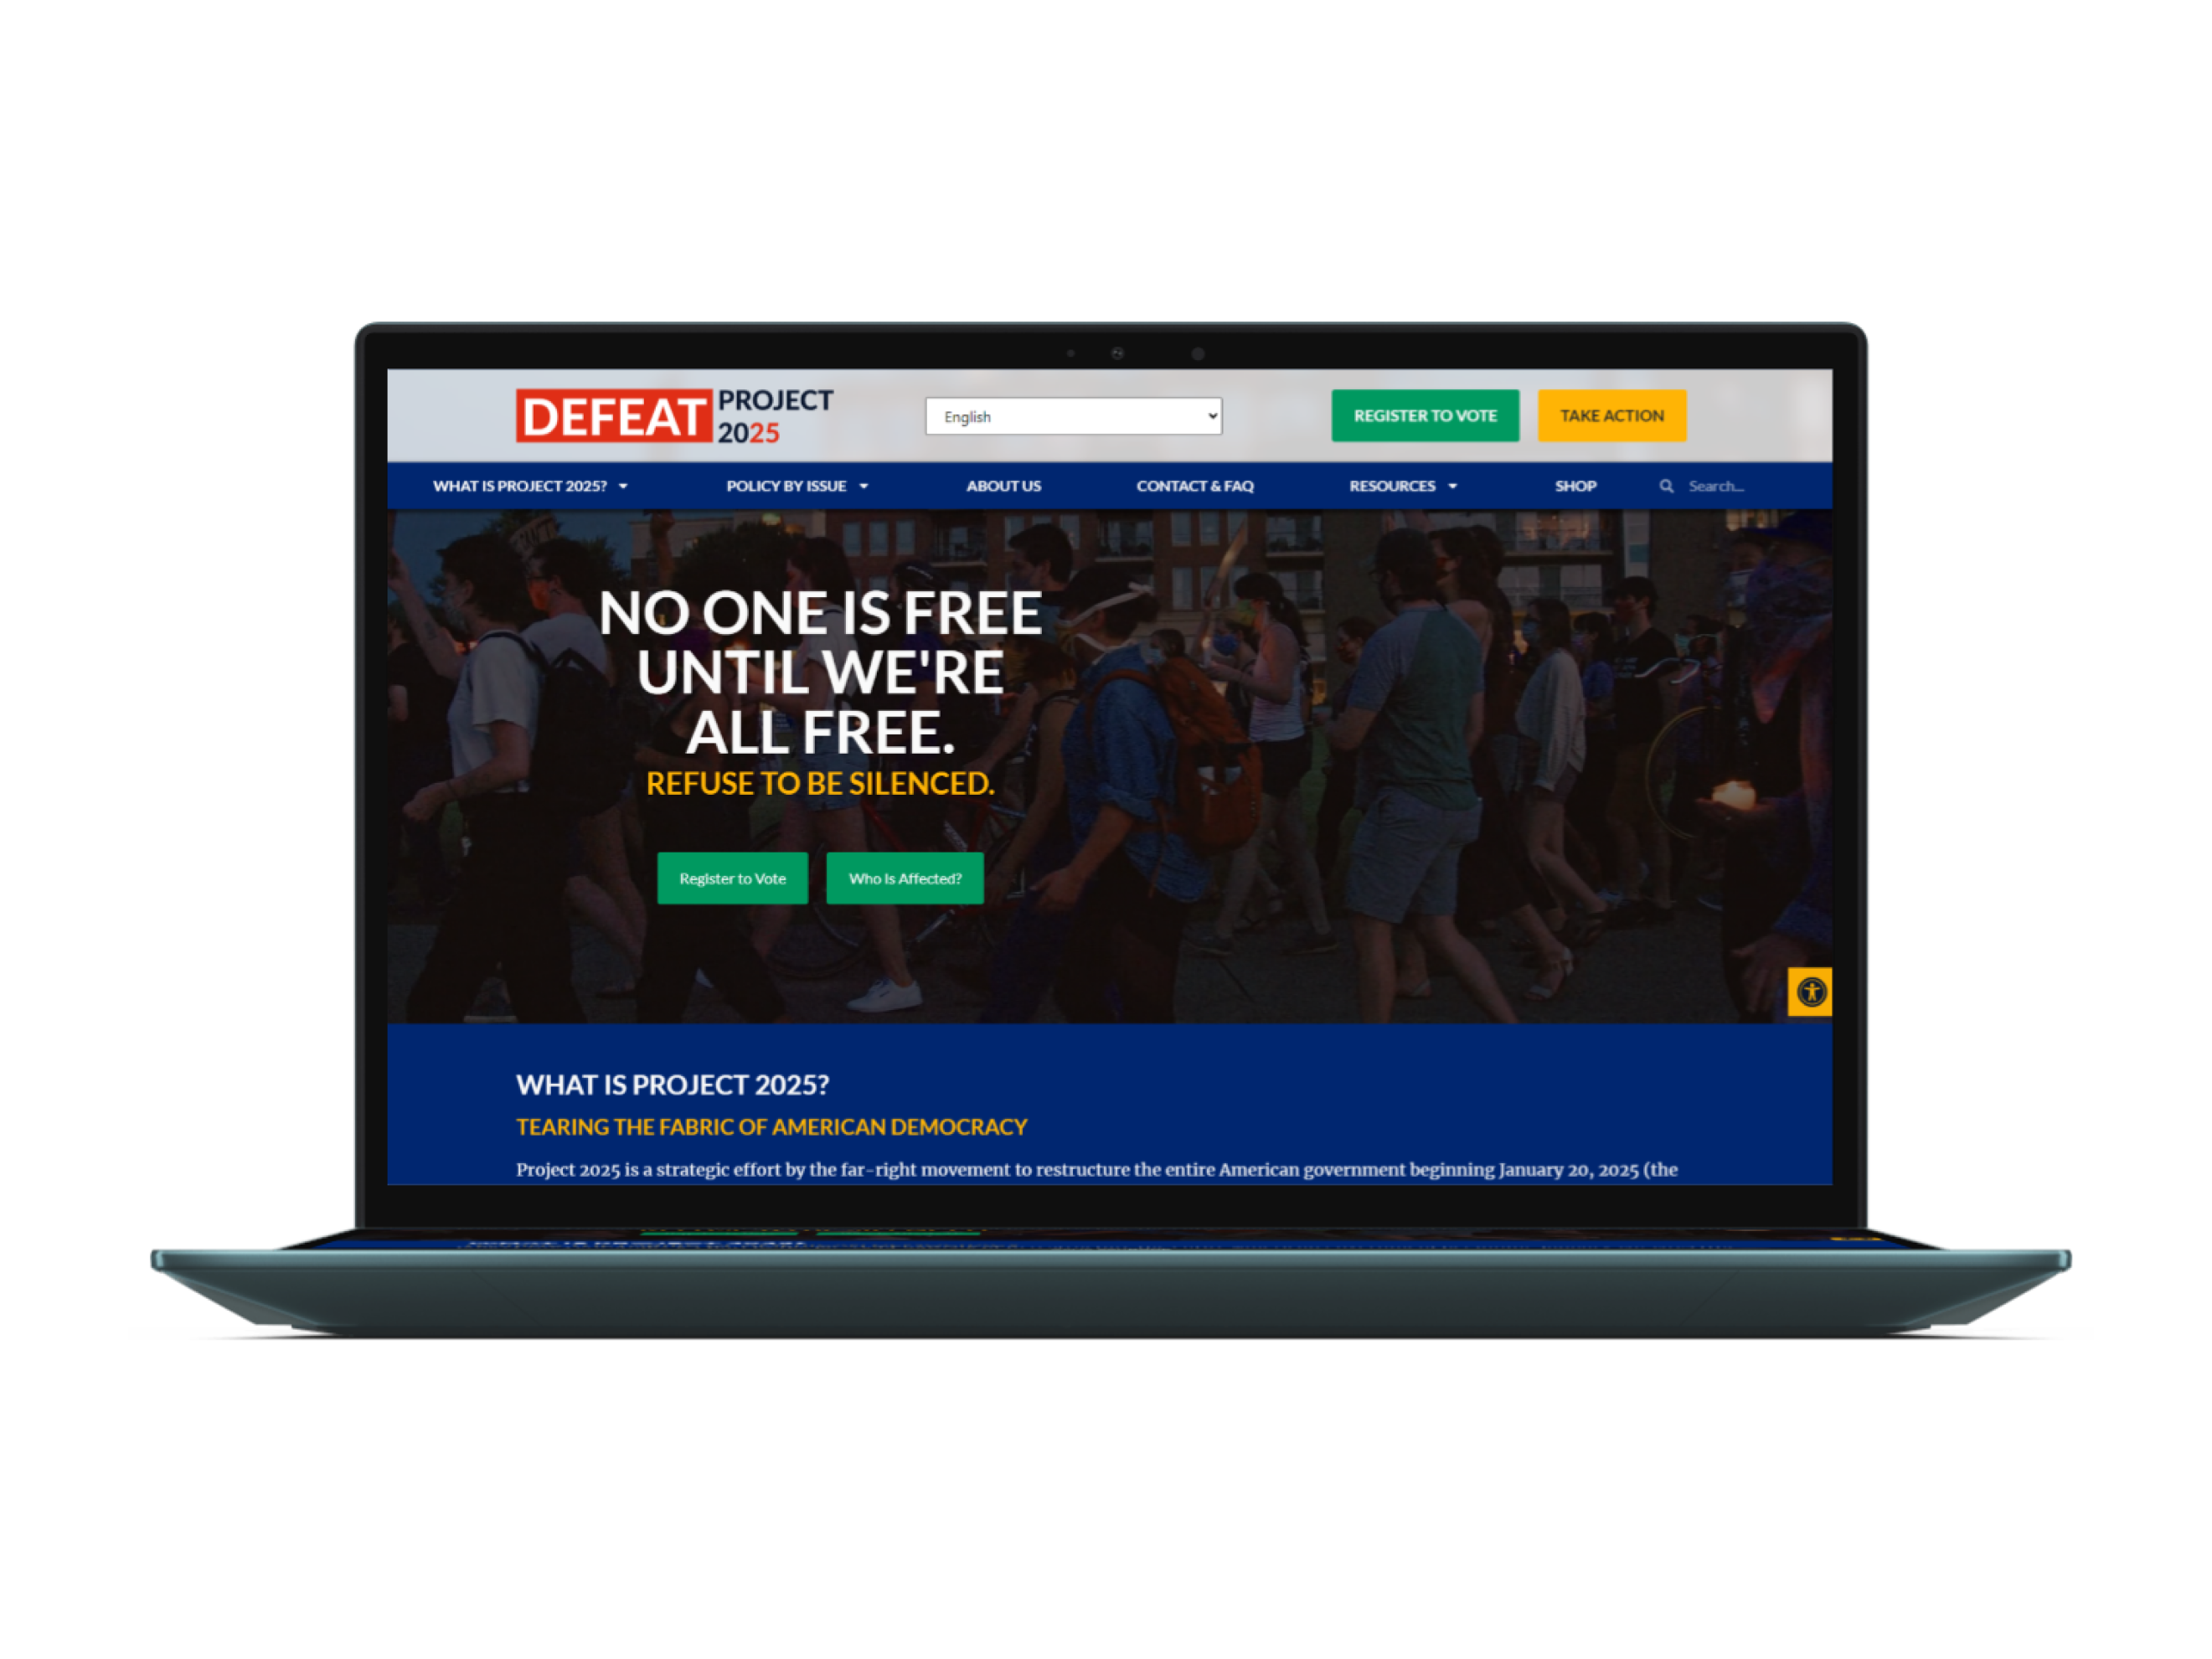 DEFEAT PROJECT
2025
English
REGISTER TO VOTE
TAKE ACTION
WHAT IS PROJECT 2025?
POLICY BY ISSUE
ABOUT US
CONTACT & FAQ
RESOURCES
SHOP
Search...
NO ONE IS FREE
UNTIL WE'RE
ALL FREE.
REFUSE TO BE SILENCED.
Register to Vote
Who Is Affected?
WHAT IS PROJECT 2025?
TEARING THE FABRIC OF AMERICAN DEMOCRACY
Project 2025 is a strategic effort by the far-right movement to restructure the entire American government beginning January 20, 2025 (the